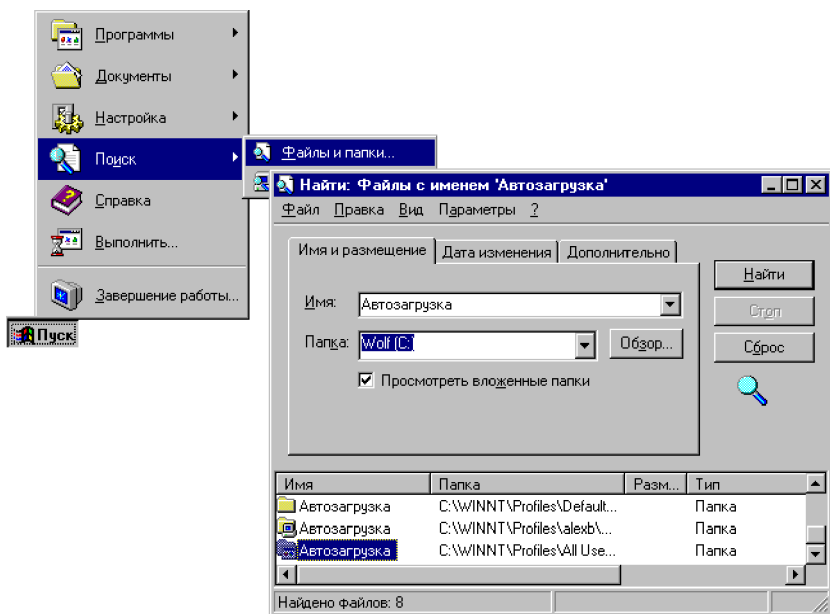 Программы
Документы
Настройка
Поиск
Справка
Выполнить...
Завершение работы...
Пуск
Файлы и папки...
Найти: Файлы с именем 'Автозагрузка'
Файл Правка Вид Параметры ?
Имя и размещение Дата изменения Дополнительно
Имя: Автозагрузка
Папка: Wolf (C:)
Обзор...
Просмотреть вложенные папки
Найти
Стоп
Сброс
Имя Папка Разм... Тип
Автозагрузка C:\WINNT\Profiles\Default... Папка
Автозагрузка C:\WINNT\Profiles\alexb\... Папка
Автозагрузка C:\WINNT\Profiles\All Use... Папка
Найдено файлов: 8